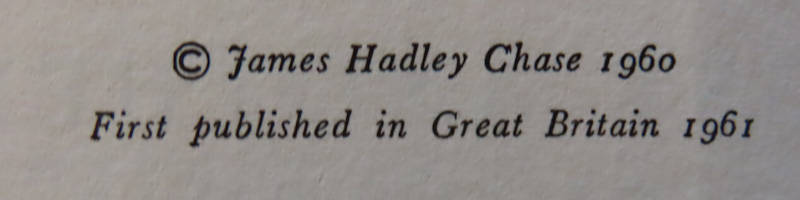 © James Hadley Chase 1960
First published in Great Britain 1961